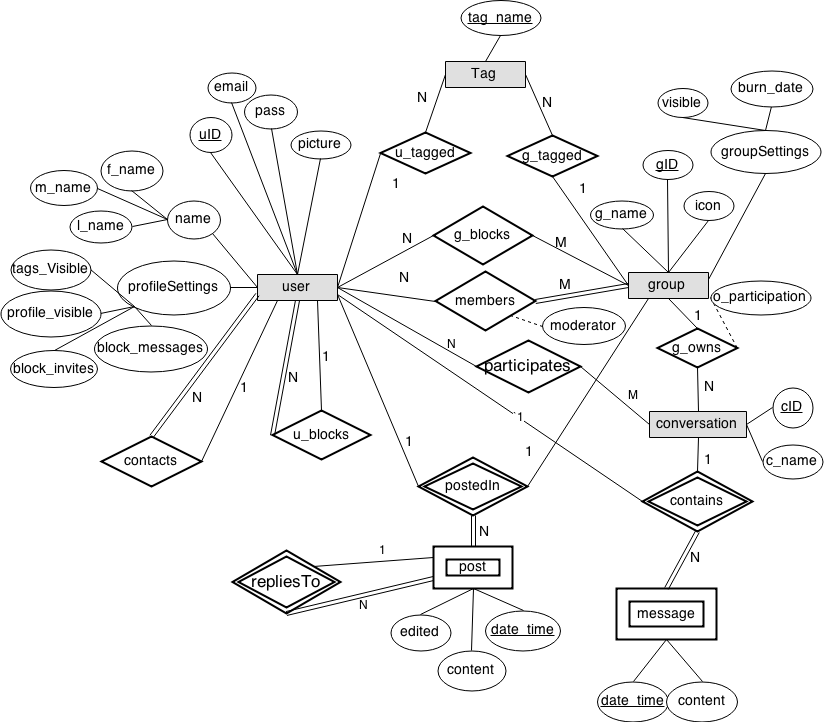 tag_name
Tag
email
burn_date
visible
pass
N
N
uID
picture
u_tagged
g_tagged
groupSettings
f_name
gID
m_name
1
1
name
g_name
icon
l_name
N
g_blocks
M
tags_Visible
profileSettings
user
N
members
M
group
o_participation
profile_visible
moderator
1
block_messages
N
g_owns
1
participates
block_invites
N
N
1
M
N
cID
1
conversation
u_blocks
1
1
contacts
1
c_name
postedIn
contains
N
1
N
post
repliesTo
N
message
edited
date_time
content
date_time
content